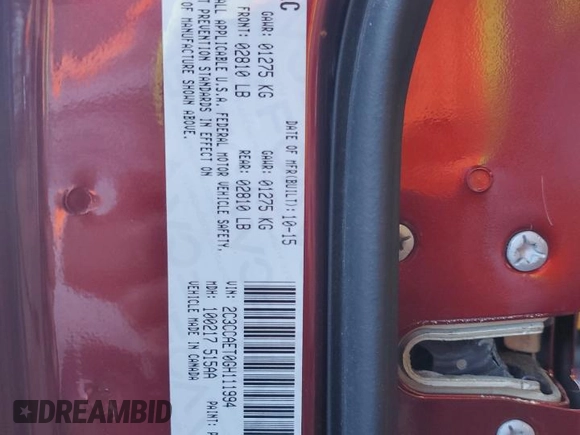 C
DATE OF MFR(BUILT): 10-15
GAWR: 01275 KG GAWR: 01275 KG
FRONT: 02810 LB REAR: 02810 LB
ALL APPLICABLE U.S.A. FEDERAL MOTOR VEHICLE SAFETY,
T PREVENTION STANDARDS IN EFFECT ON
OF MANUFACTURE SHOWN ABOVE.
VIN: 2C3CCAET0GH111994
MDH: 100217 515AA PAINT: P
VEHICLE MADE IN CANADA
DREAMBID